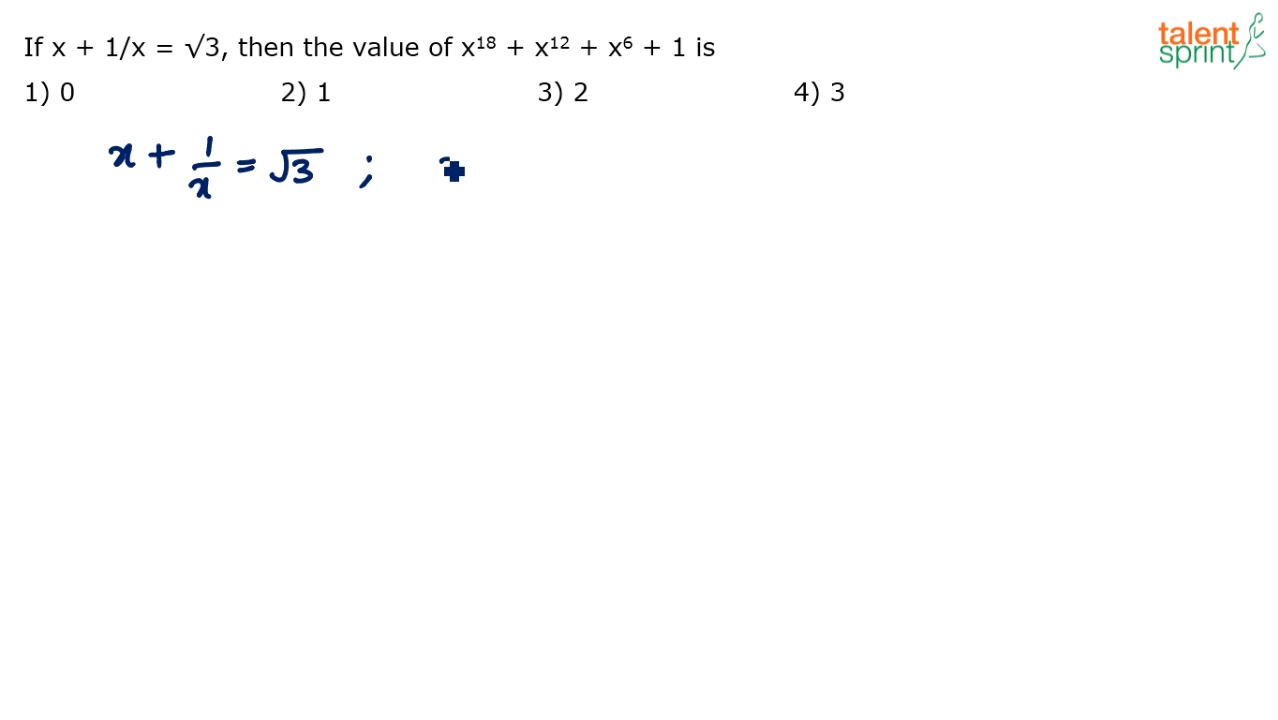 If x + 1/x = √3, then the value of x¹⁸ + x¹² + x⁶ + 1 is
talent
sprint
1) 0 2) 1 3) 2 4) 3
x + 1/x = √3 ;